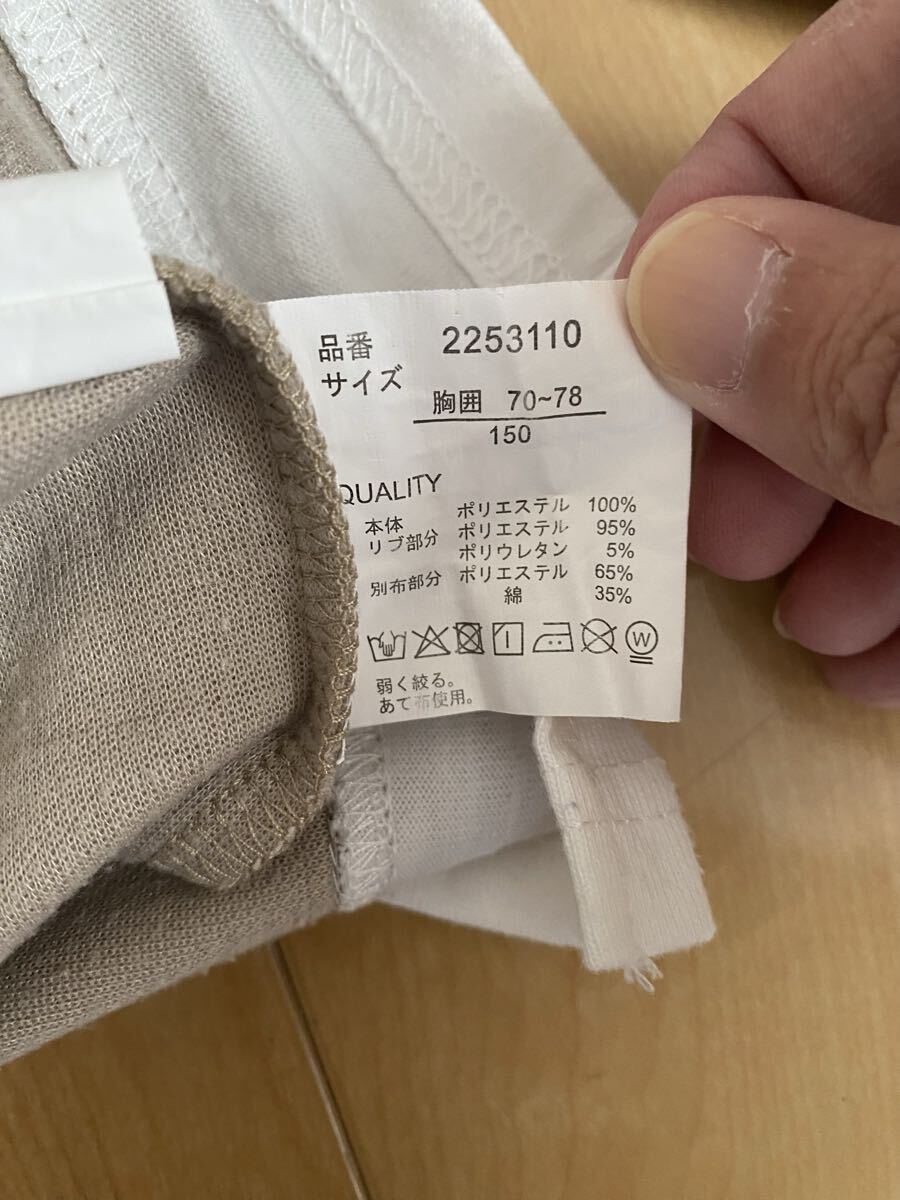 品番 2253110
サイズ
胸囲 70~78
150
QUALITY
本体 ポリエステル 100%
リブ部分 ポリエステル 95%
ポリウレタン 5%
別布部分 ポリエステル 65%
綿 35%
W
弱く絞る。
あて布使用。